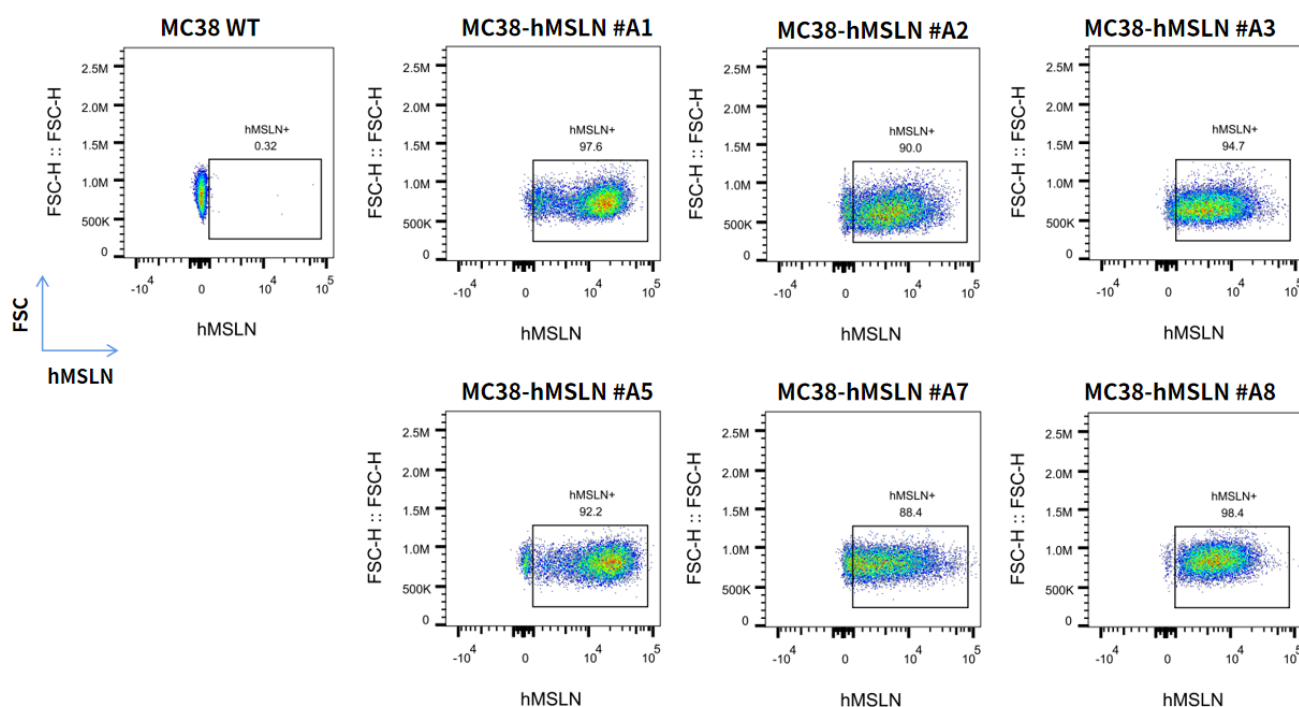 MC38 WT
FSC-H :: FSC-H
2.5M
2.0M
1.5M
1.0M
500K
0
hMSLN+
0.32
-10^4
0
10^4
10^5
hMSLN
MC38-hMSLN #A1
FSC-H :: FSC-H
2.5M
2.0M
1.5M
1.0M
500K
0
hMSLN+
97.6
-10^4
0
10^4
10^5
hMSLN
MC38-hMSLN #A2
FSC-H :: FSC-H
2.5M
2.0M
1.5M
1.0M
500K
0
hMSLN+
90.0
-10^4
0
10^4
10^5
hMSLN
MC38-hMSLN #A3
FSC-H :: FSC-H
2.5M
2.0M
1.5M
1.0M
500K
0
hMSLN+
94.7
-10^4
0
10^4
10^5
hMSLN
FSC
hMSLN
MC38-hMSLN #A5
FSC-H :: FSC-H
2.5M
2.0M
1.5M
1.0M
500K
0
hMSLN+
92.2
-10^4
0
10^4
10^5
hMSLN
MC38-hMSLN #A7
FSC-H :: FSC-H
2.5M
2.0M
1.5M
1.0M
500K
0
hMSLN+
88.4
-10^4
0
10^4
10^5
hMSLN
MC38-hMSLN #A8
FSC-H :: FSC-H
2.5M
2.0M
1.5M
1.0M
500K
0
hMSLN+
98.4
-10^4
0
10^4
10^5
hMSLN